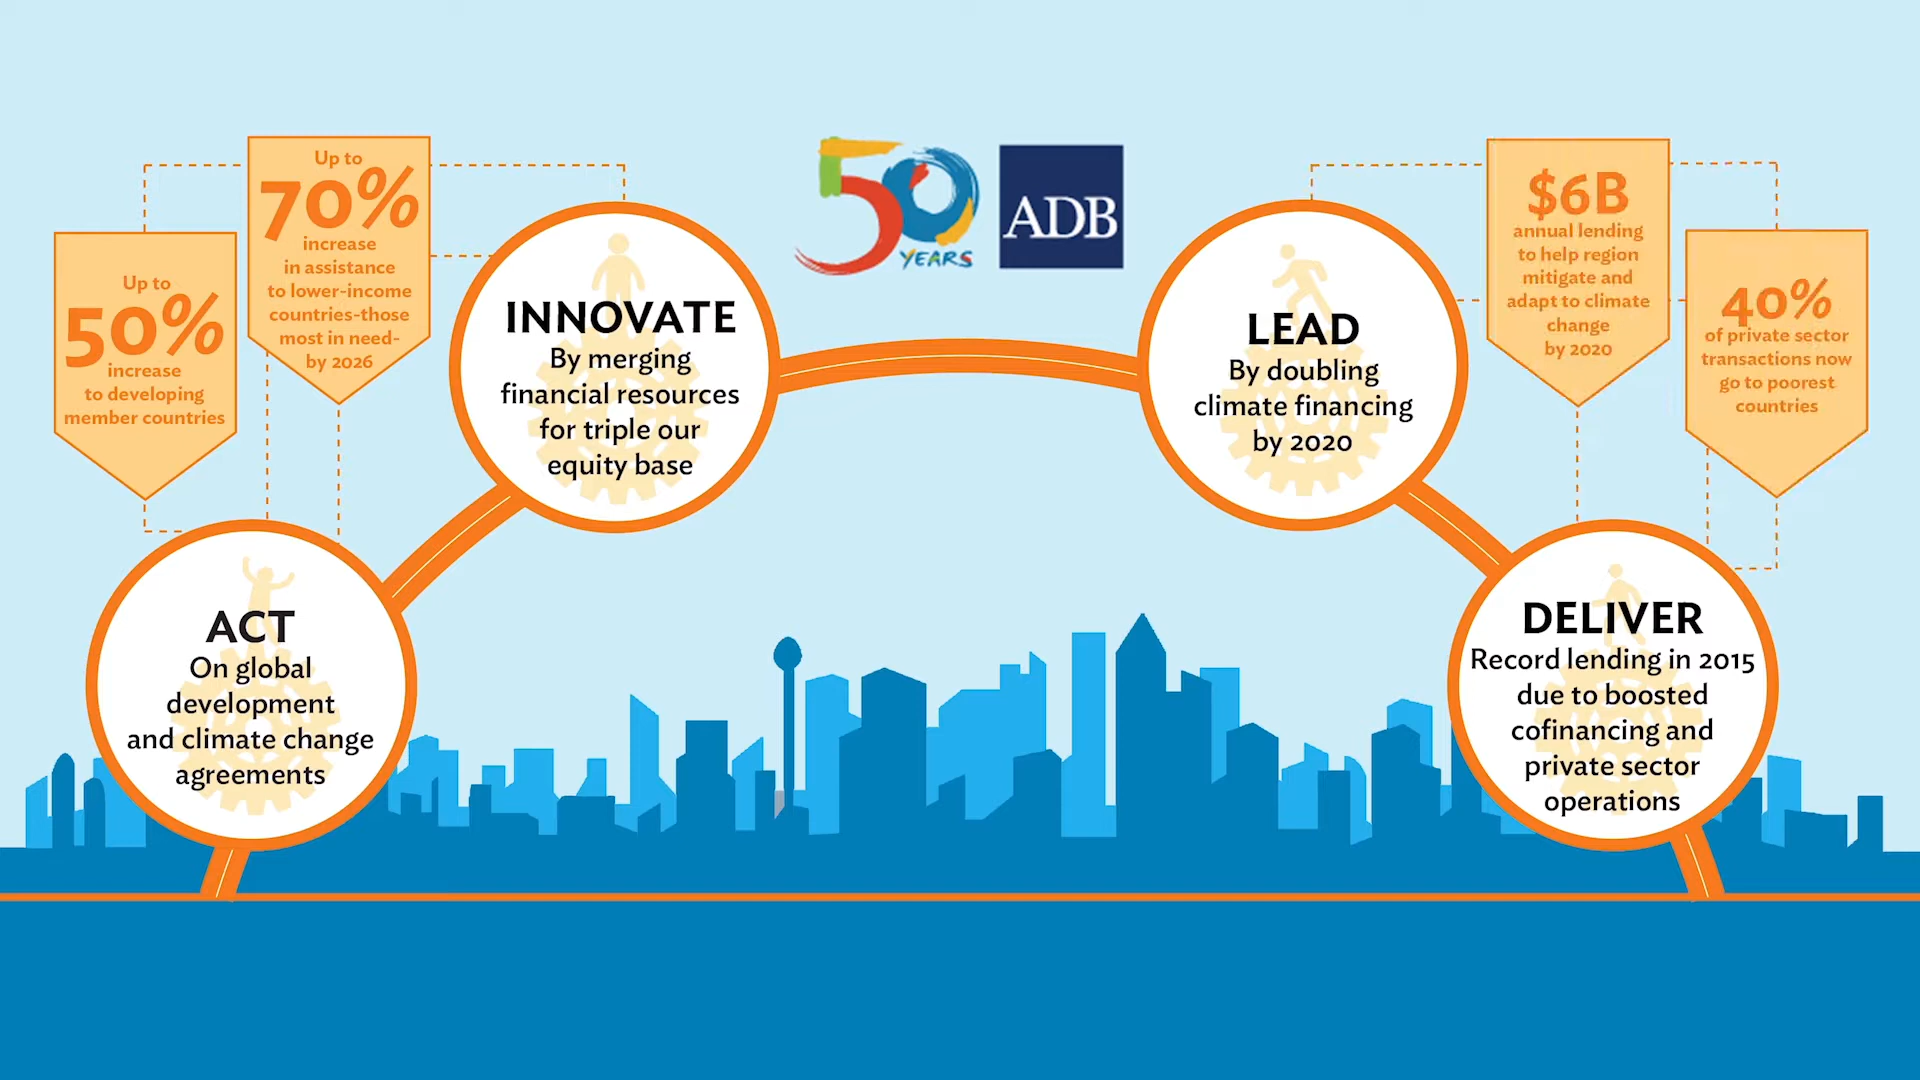 Up to
50%
increase
to developing
member countries
Up to
70%
increase
in assistance
to lower-income
countries-those
most in need-
by 2026
50
YEARS
ADB
$6B
annual lending
to help region
mitigate and
adapt to climate
change
by 2020
40%
of private sector
transactions now
go to poorest
countries
INNOVATE
By merging
financial resources
for triple our
equity base
LEAD
By doubling
climate financing
by 2020
ACT
On global
development
and climate change
agreements
DELIVER
Record lending in 2015
due to boosted
cofinancing and
private sector
operations